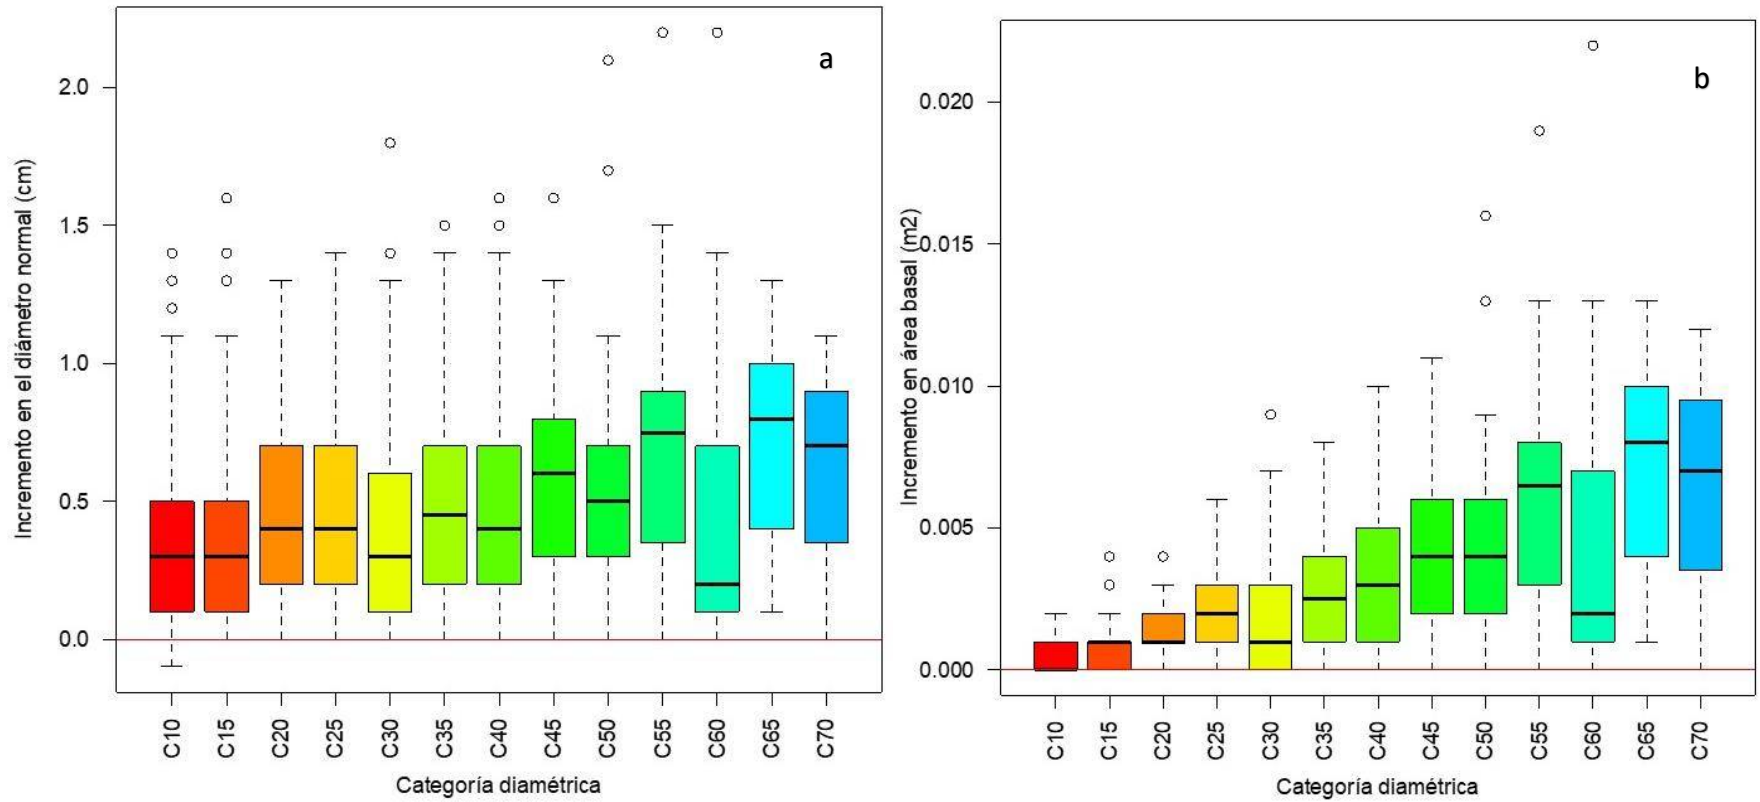 a
2.0
1.5
1.0
0.5
0.0
Incremento en el diámetro normal (cm)
C10 C15 C20 C25 C30 C35 C40 C45 C50 C55 C60 C65 C70
Categoría diamétrica
b
0.020
0.015
0.010
0.005
0.000
Incremento en área basal (m2)
C10 C15 C20 C25 C30 C35 C40 C45 C50 C55 C60 C65 C70
Categoría diamétrica